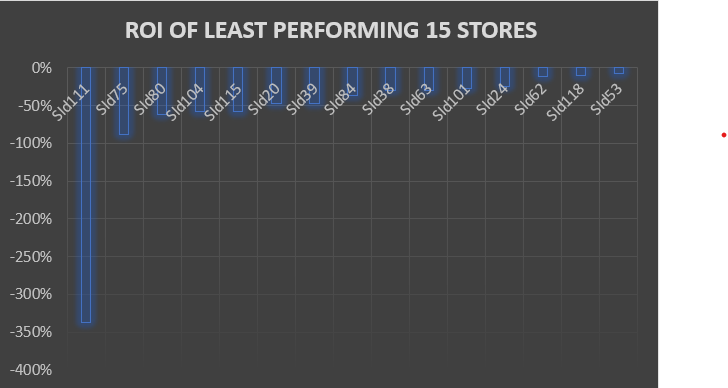 ROI OF LEAST PERFORMING 15 STORES
0%
-50%
-100%
-150%
-200%
-250%
-300%
-350%
-400%
Sld111
Sld75
Sld80
Sld104
Sld115
Sld20
Sld39
Sld84
Sld38
Sld63
Sld101
Sld24
Sld62
Sld118
Sld53